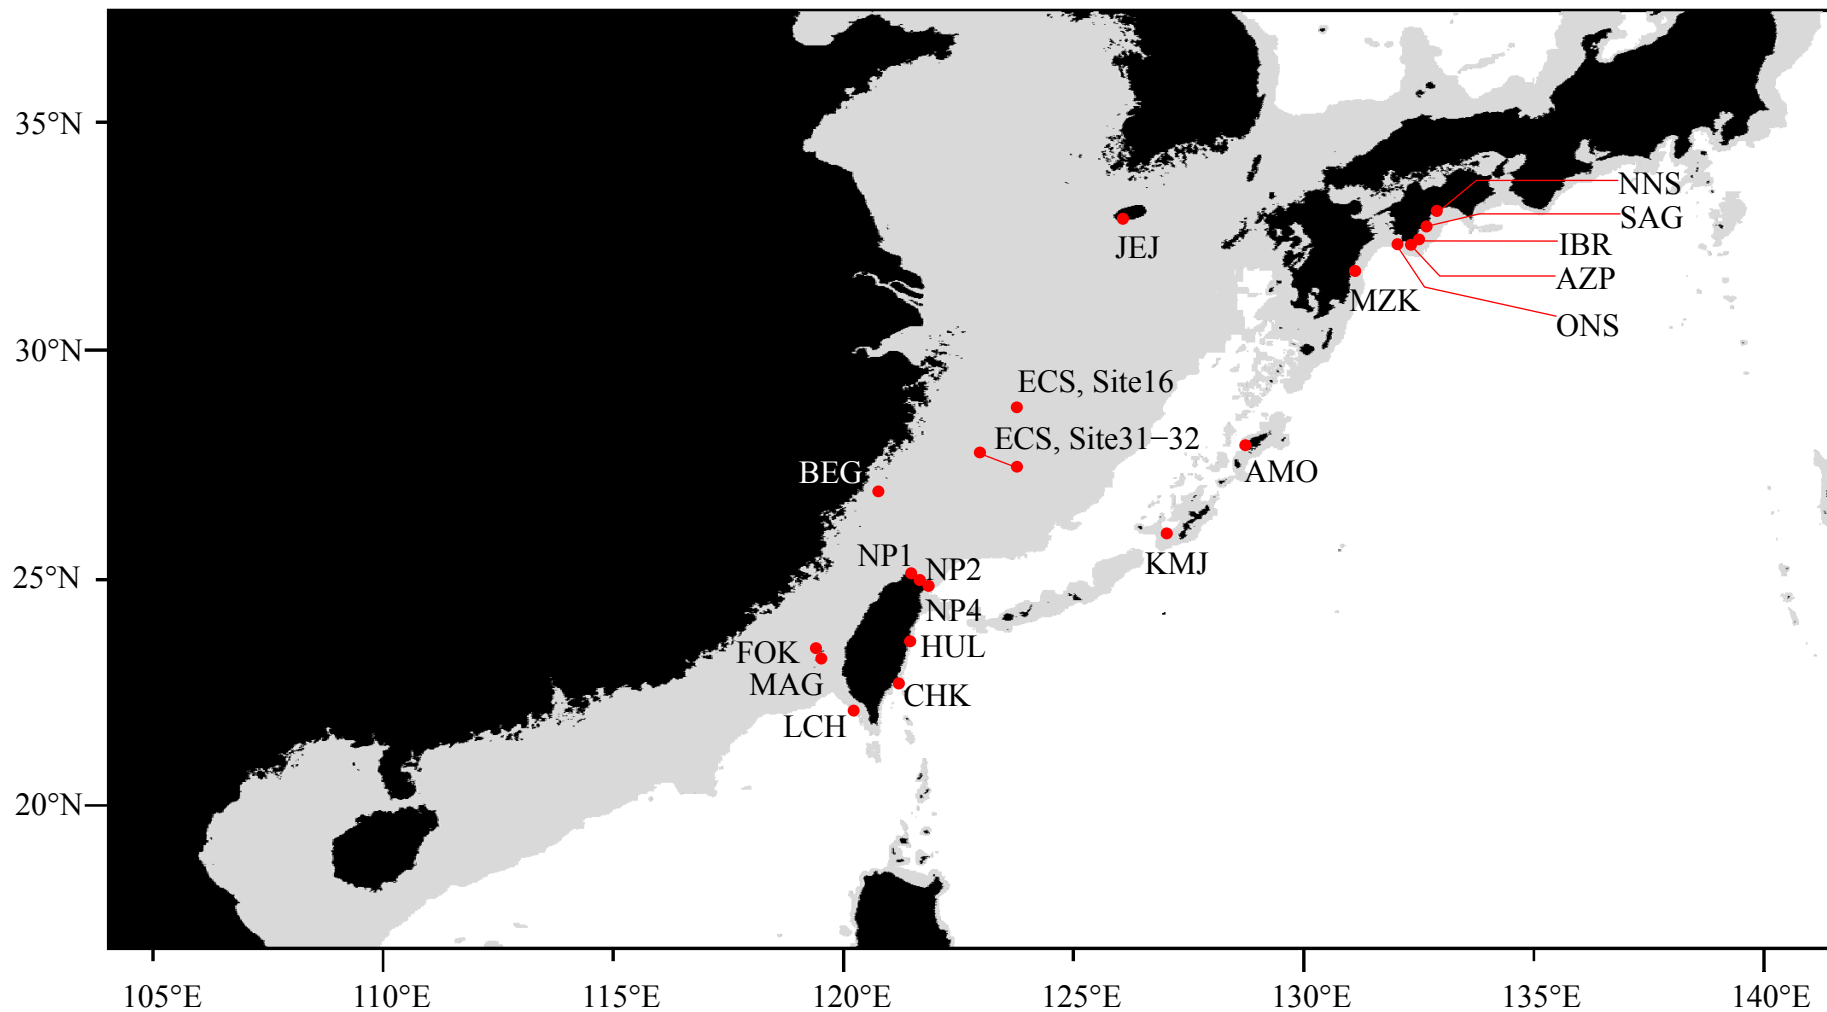 35°N
NNS
SAG
JEJ
IBR
AZP
MZK
ONS
30°N
ECS, Site16
ECS, Site31−32
BEG
AMO
NP1
NP2
KMJ
25°N
NP4
HUL
FOK
MAG
CHK
LCH
20°N
105°E
110°E
115°E
120°E
125°E
130°E
135°E
140°E